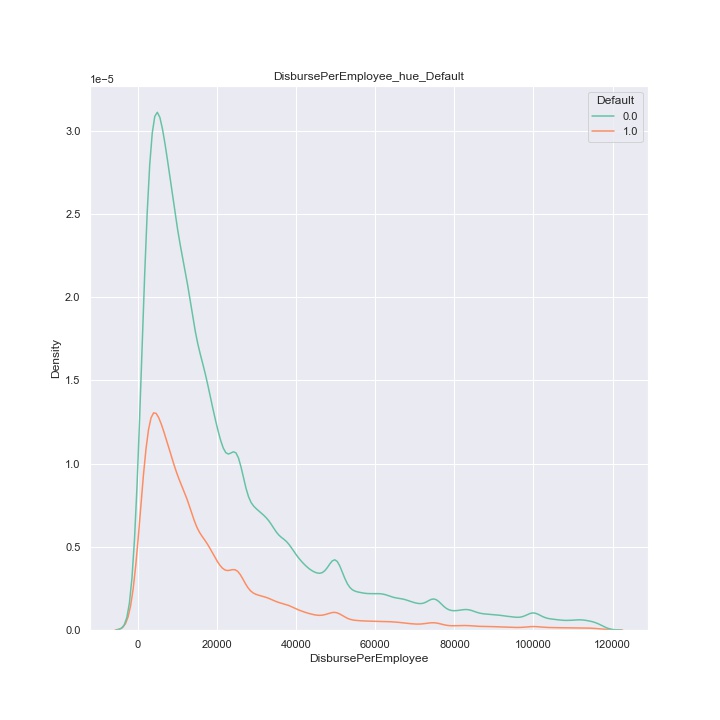 DisbursePerEmployee_hue_Default
1e−5
Default
0.0
1.0
3.0
2.5
2.0
1.5
1.0
0.5
0.0
Density
0 20000 40000 60000 80000 100000 120000
DisbursePerEmployee